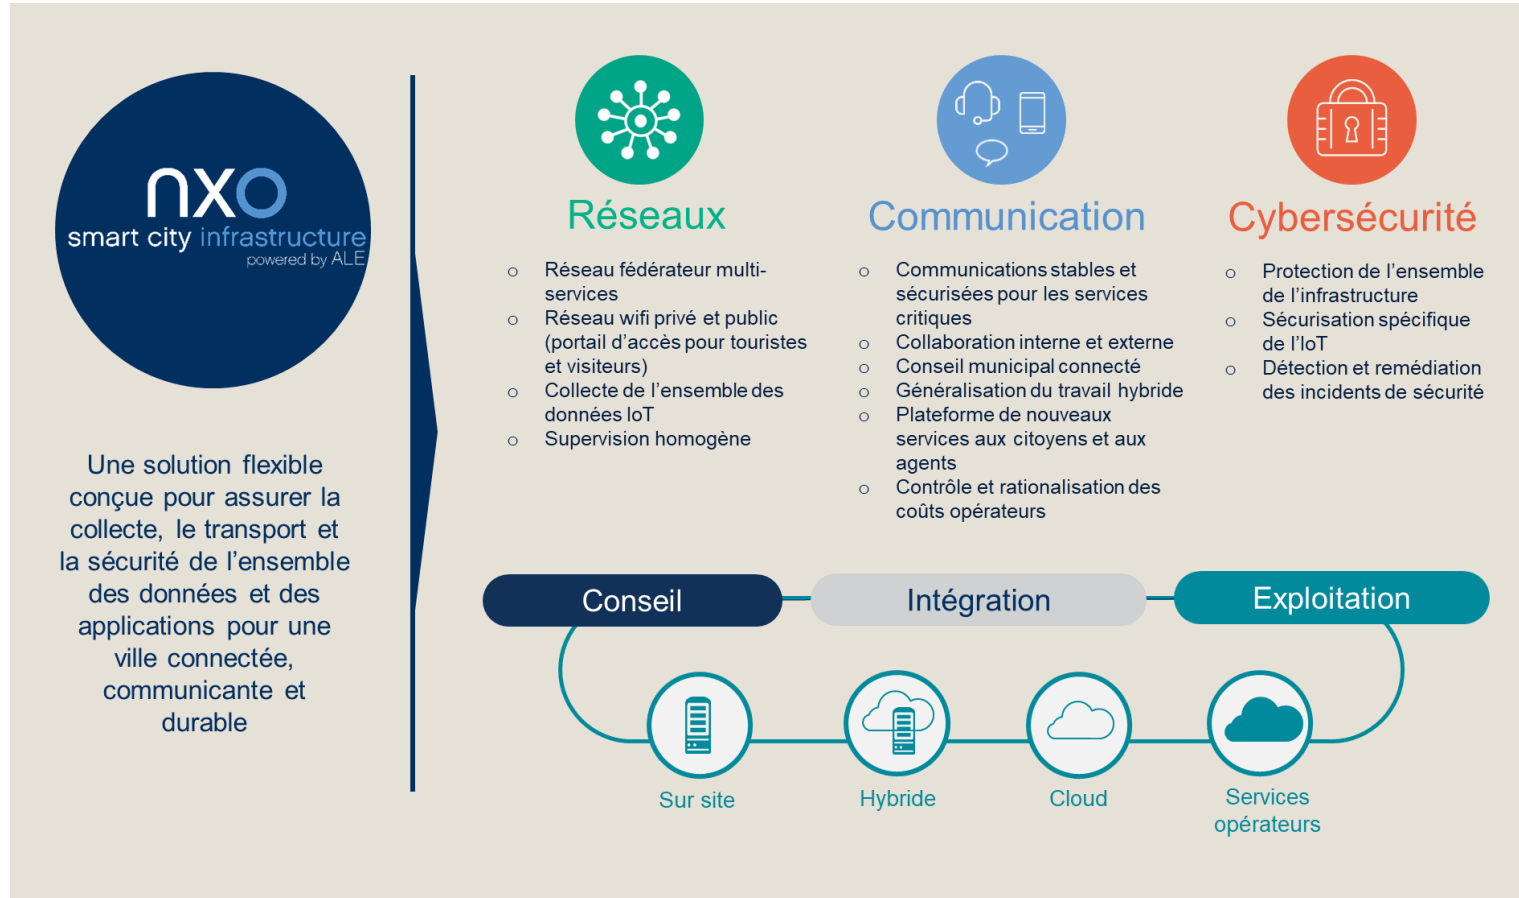 nxo
smart city infrastructure
powered by ALE
Une solution flexible
conçue pour assurer la
collecte, le transport et
la sécurité de l’ensemble
des données et des
applications pour une
ville connectée,
communicante et
durable
Réseaux
o Réseau fédérateur multi-
services
o Réseau wifi privé et public
(portail d’accès pour touristes
et visiteurs)
o Collecte de l’ensemble des
données IoT
o Supervision homogène
Communication
o Communications stables et
sécurisées pour les services
critiques
o Collaboration interne et externe
o Conseil municipal connecté
o Généralisation du travail hybride
o Plateforme de nouveaux
services aux citoyens et aux
agents
o Contrôle et rationalisation des
coûts opérateurs
Cybersécurité
o Protection de l’ensemble
de l’infrastructure
o Sécurisation spécifique
de l’IoT
o Détection et remédiation
des incidents de sécurité
Conseil
Intégration
Exploitation
Sur site
Hybride
Cloud
Services
opérateurs